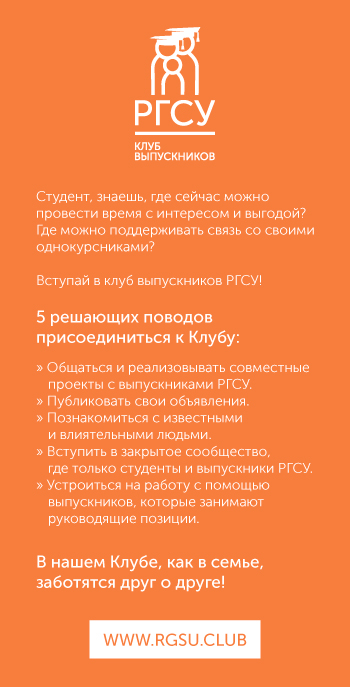 РГСУ
КЛУБ
ВЫПУСКНИКОВ
Студент, знаешь, где сейчас можно
провести время с интересом и выгодой?
Где можно поддерживать связь со своими
однокурсниками?
Вступай в клуб выпускников РГСУ!
5 решающих поводов
присоединиться к Клубу:
» Общаться и реализовывать совместные
проекты с выпускниками РГСУ.
» Публиковать свои объявления.
» Познакомиться с известными
и влиятельными людьми.
» Вступить в закрытое сообщество,
где только студенты и выпускники РГСУ.
» Устроиться на работу с помощью
выпускников, которые занимают
руководящие позиции.
В нашем Клубе, как в семье,
заботятся друг о друге!
WWW.RGSU.CLUB